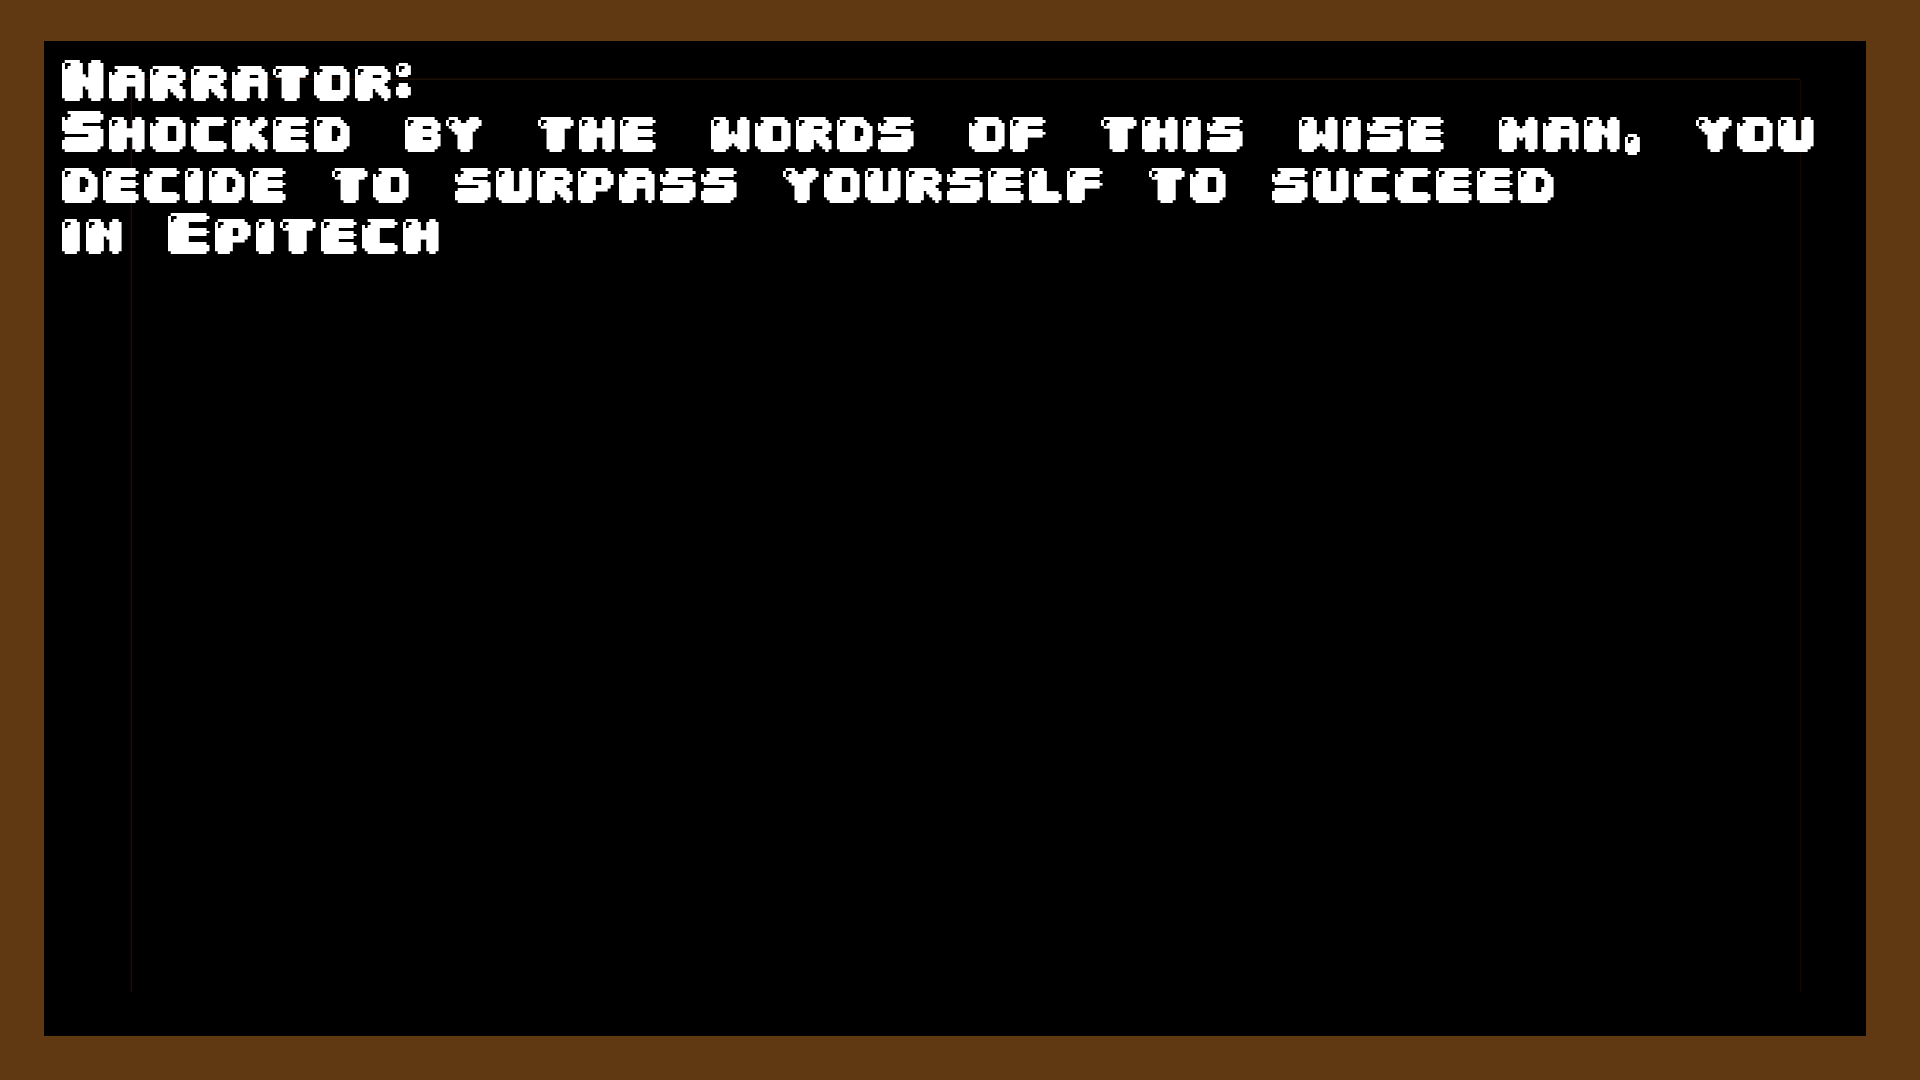 Narrator:
Shocked by the words of this wise man, you
decide to surpass yourself to succeed
in Epitech